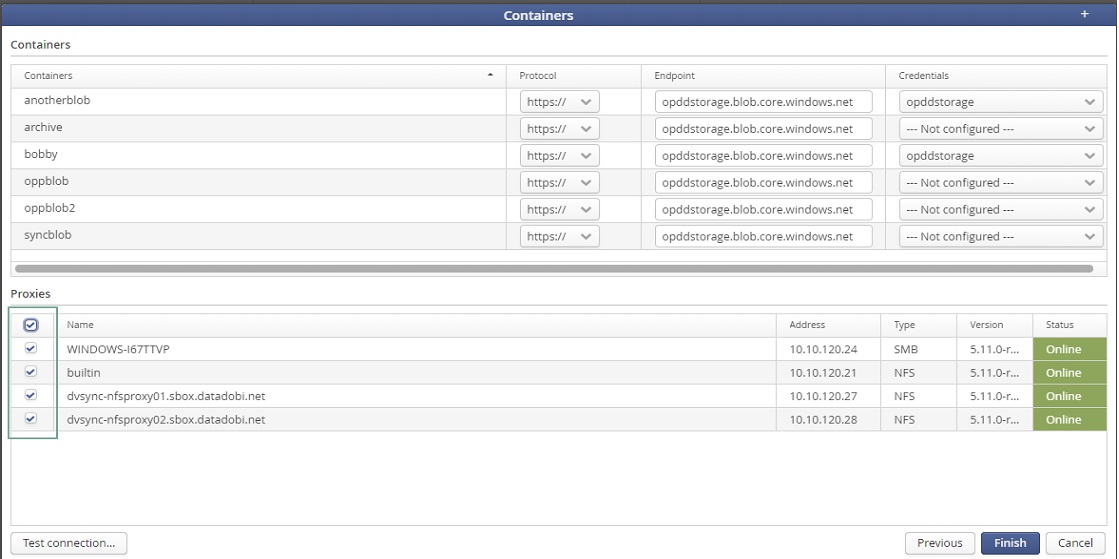 Containers +
Containers
Containers Protocol Endpoint Credentials
anotherblob https:// opddstorage.blob.core.windows.net opddstorage
archive https:// opddstorage.blob.core.windows.net --- Not configured ---
bobby https:// opddstorage.blob.core.windows.net opddstorage
oppblob https:// opddstorage.blob.core.windows.net --- Not configured ---
oppblob2 https:// opddstorage.blob.core.windows.net --- Not configured ---
syncblob https:// opddstorage.blob.core.windows.net --- Not configured ---
Proxies
Name Address Type Version Status
WINDOWS-I67TTVP 10.10.120.24 SMB 5.11.0-r... Online
builtin 10.10.120.21 NFS 5.11.0-r... Online
dvsync-nfsproxy01.sbox.datadobi.net 10.10.120.27 NFS 5.11.0-r... Online
dvsync-nfsproxy02.sbox.datadobi.net 10.10.120.28 NFS 5.11.0-r... Online
Test connection... Previous Finish Cancel